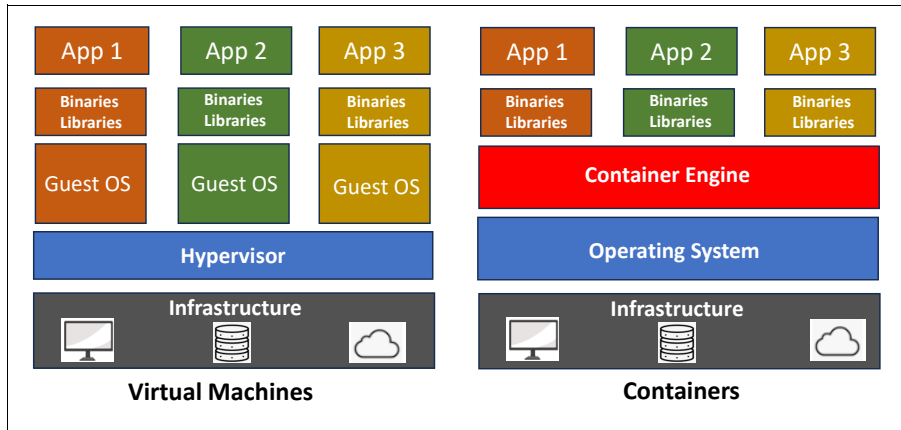 App 1
App 2
App 3
Binaries
Libraries
Binaries
Libraries
Binaries
Libraries
Guest OS
Guest OS
Guest OS
Hypervisor
Infrastructure
Virtual Machines
App 1
App 2
App 3
Binaries
Libraries
Binaries
Libraries
Binaries
Libraries
Container Engine
Operating System
Infrastructure
Containers